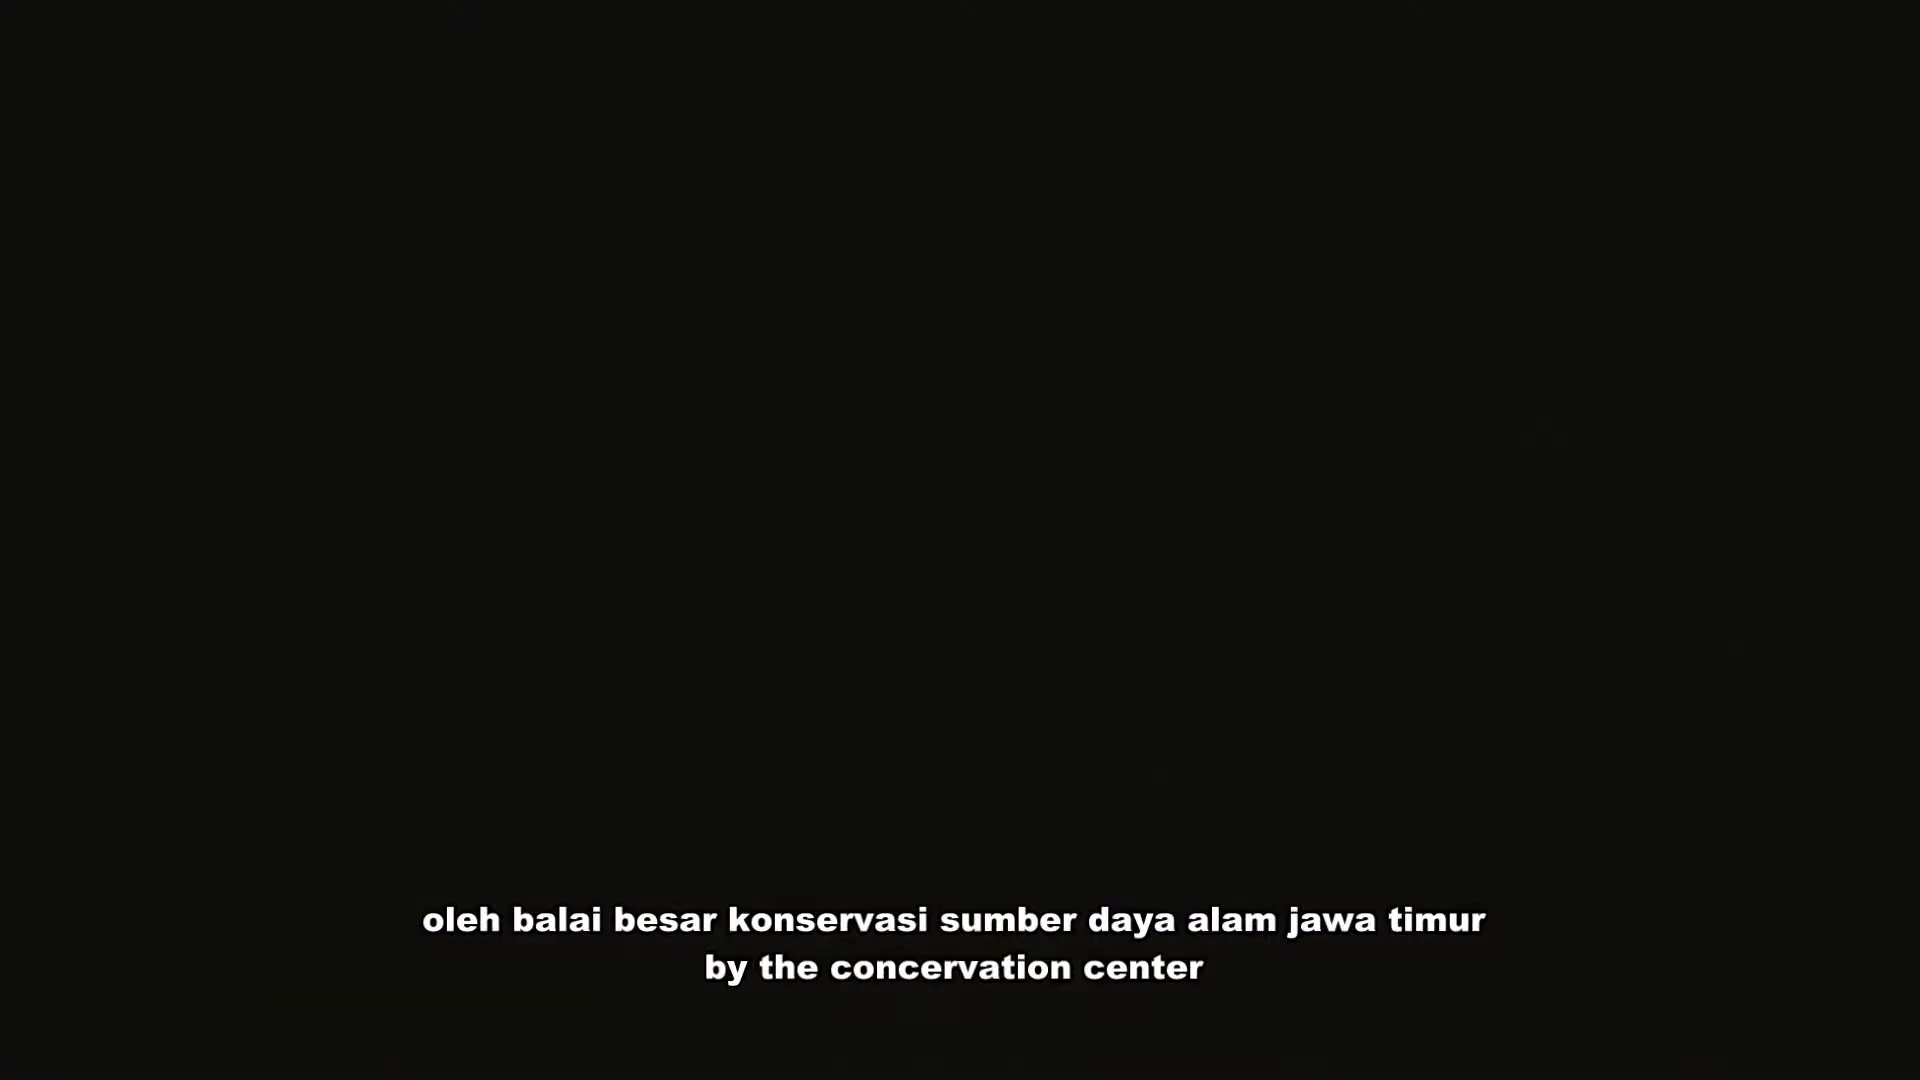 oleh balai besar konservasi sumber daya alam jawa timur
by the concervation center